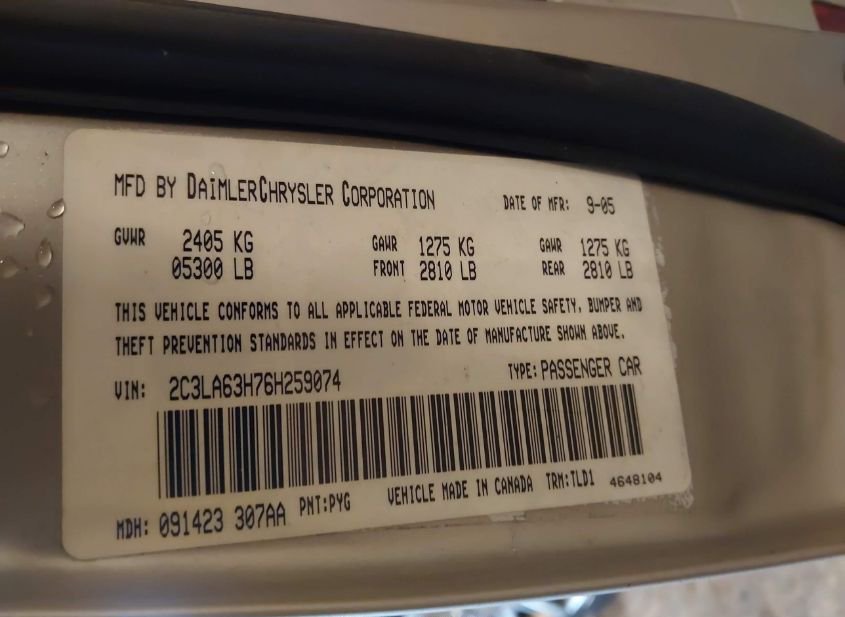 MFD BY DAIMLERCHRYSLER CORPORATION DATE OF MFR: 9-05
GVWR 2405 KG GAWR 1275 KG GAWR 1275 KG
05300 LB FRONT 2810 LB REAR 2810 LB
THIS VEHICLE CONFORMS TO ALL APPLICABLE FEDERAL MOTOR VEHICLE SAFETY, BUMPER AND
THEFT PREVENTION STANDARDS IN EFFECT ON THE DATE OF MANUFACTURE SHOWN ABOVE.
VIN: 2C3LA63H76H259074 TYPE: PASSENGER CAR
MDH: 091423 307AA PNT:PYG VEHICLE MADE IN CANADA TRM:TLD1 4648104